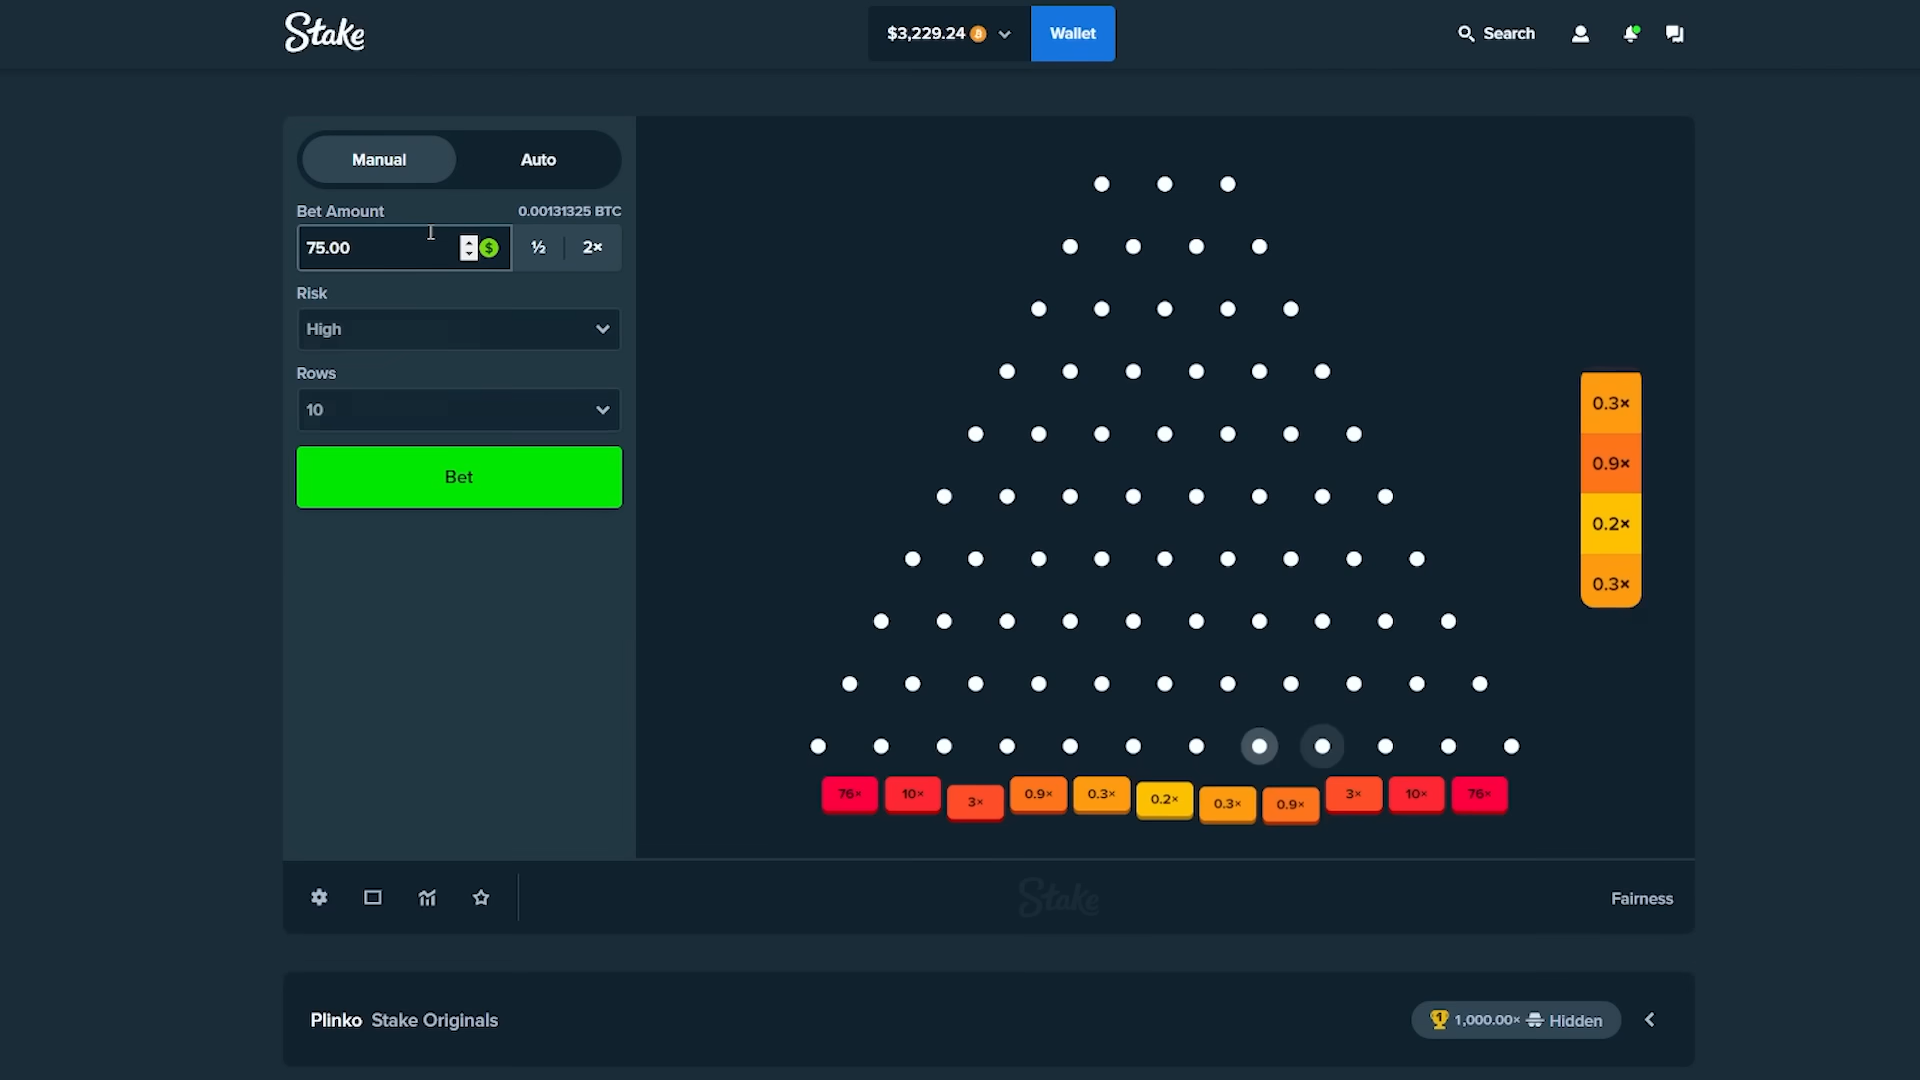 Stake
$3,229.24
Wallet
Search
Manual
Auto
Bet Amount
0.00131325 BTC
75.00
$
½
2×
Risk
High
Rows
10
Bet
0.3×
0.9×
0.2×
0.3×
76×
10×
3×
0.9×
0.3×
0.2×
0.3×
0.9×
3×
10×
76×
Stake
Fairness
Plinko Stake Originals
1
1,000.00×
Hidden